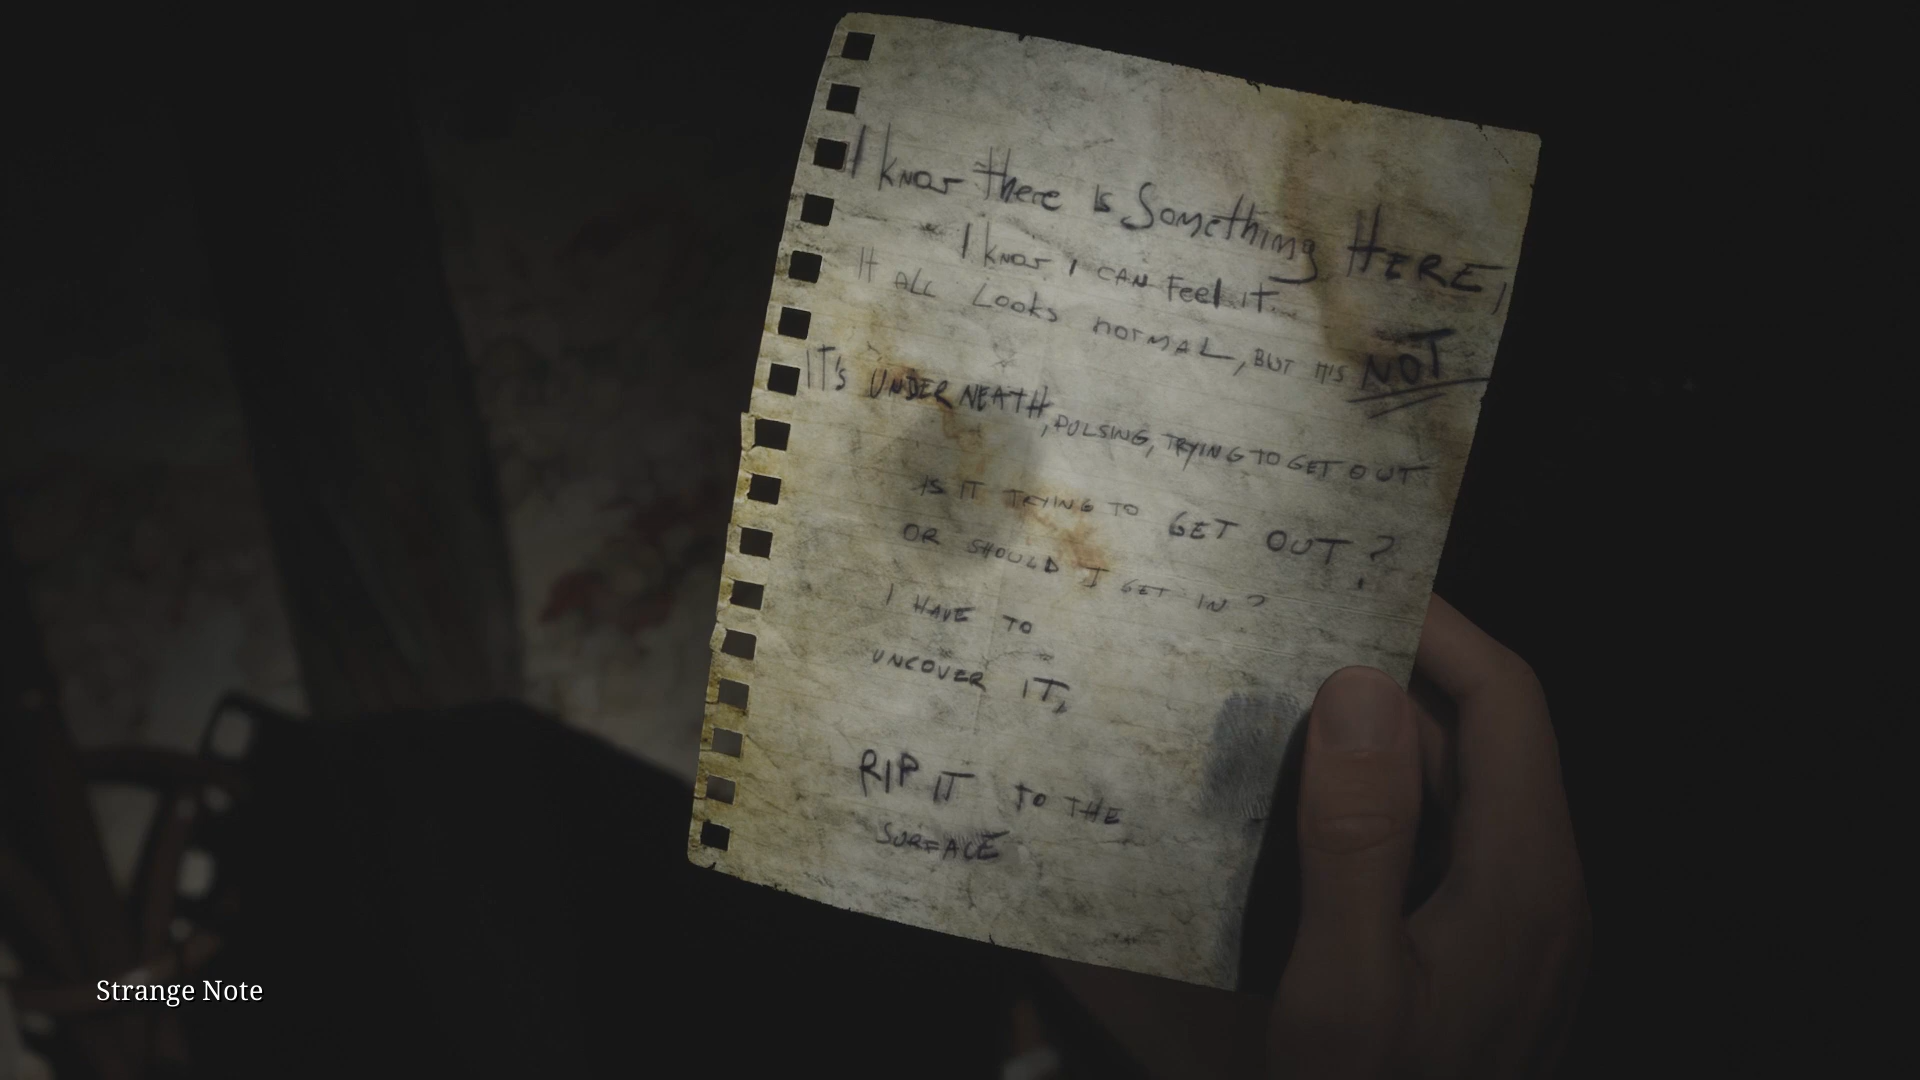 I know there is Something HERE,
I know I CAN Feel IT.
It ALL Looks normAL, BUT IT'S NOT
IT'S UNDERNEATH, PULSING, TRYING TO GET OUT
IS IT TRYING TO GET OUT?
OR SHOULD I GET IN?
I HAVE TO
UNCOVER IT,
RIP IT TO THE
SURFACE
Strange Note